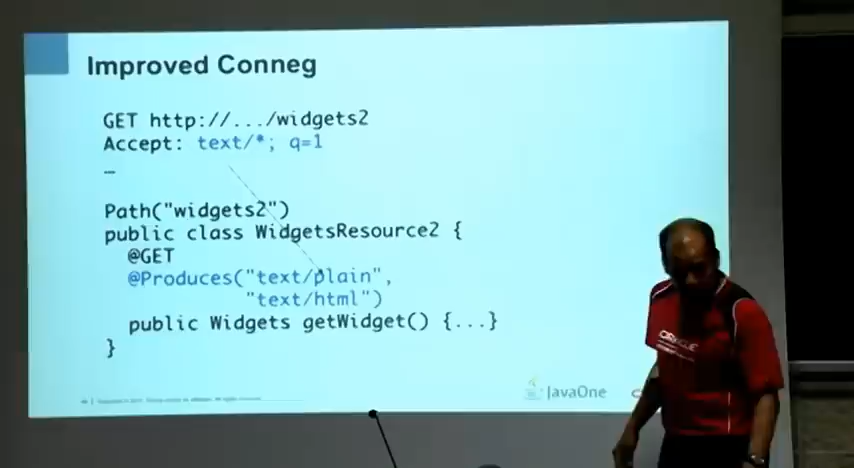 Improved Conneg
GET http://.../widgets2
Accept: text/*; q=1
–
Path("widgets2")
public class WidgetsResource2 {
@GET
@Produces("text/plain",
"text/html")
public Widgets getWidget() {...}
}
JavaOne
ORACLE